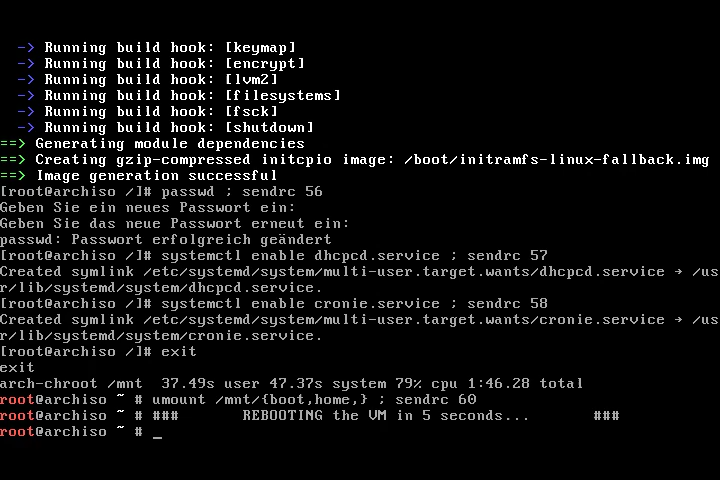 -> Running build hook: [keymap]
-> Running build hook: [encrypt]
-> Running build hook: [lvm2]
-> Running build hook: [filesystems]
-> Running build hook: [fsck]
-> Running build hook: [shutdown]
==> Generating module dependencies
==> Creating gzip-compressed initcpio image: /boot/initramfs-linux-fallback.img
==> Image generation successful
[root@archiso /]# passwd ; sendrc 56
Geben Sie ein neues Passwort ein:
Geben Sie das neue Passwort erneut ein:
passwd: Passwort erfolgreich geändert
[root@archiso /]# systemctl enable dhcpcd.service ; sendrc 57
Created symlink /etc/systemd/system/multi-user.target.wants/dhcpcd.service → /us
r/lib/systemd/system/dhcpcd.service.
[root@archiso /]# systemctl enable cronie.service ; sendrc 58
Created symlink /etc/systemd/system/multi-user.target.wants/cronie.service → /us
r/lib/systemd/system/cronie.service.
[root@archiso /]# exit
exit
arch-chroot /mnt  37.49s user 47.37s system 79% cpu 1:46.28 total
root@archiso ~ # umount /mnt/{boot,home,} ; sendrc 60
root@archiso ~ # ###       REBOOTING the VM in 5 seconds...       ###
root@archiso ~ # _